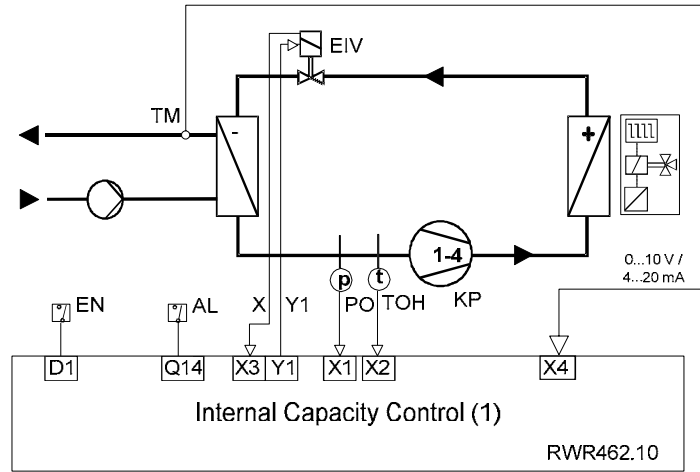 EIV
TM
-
+
1-4
0...10 V /
4...20 mA
p
t
EN
AL
X
Y1
PO
TOH
KP
D1
Q14
X3
Y1
X1
X2
X4
Internal Capacity Control (1)
RWR462.10